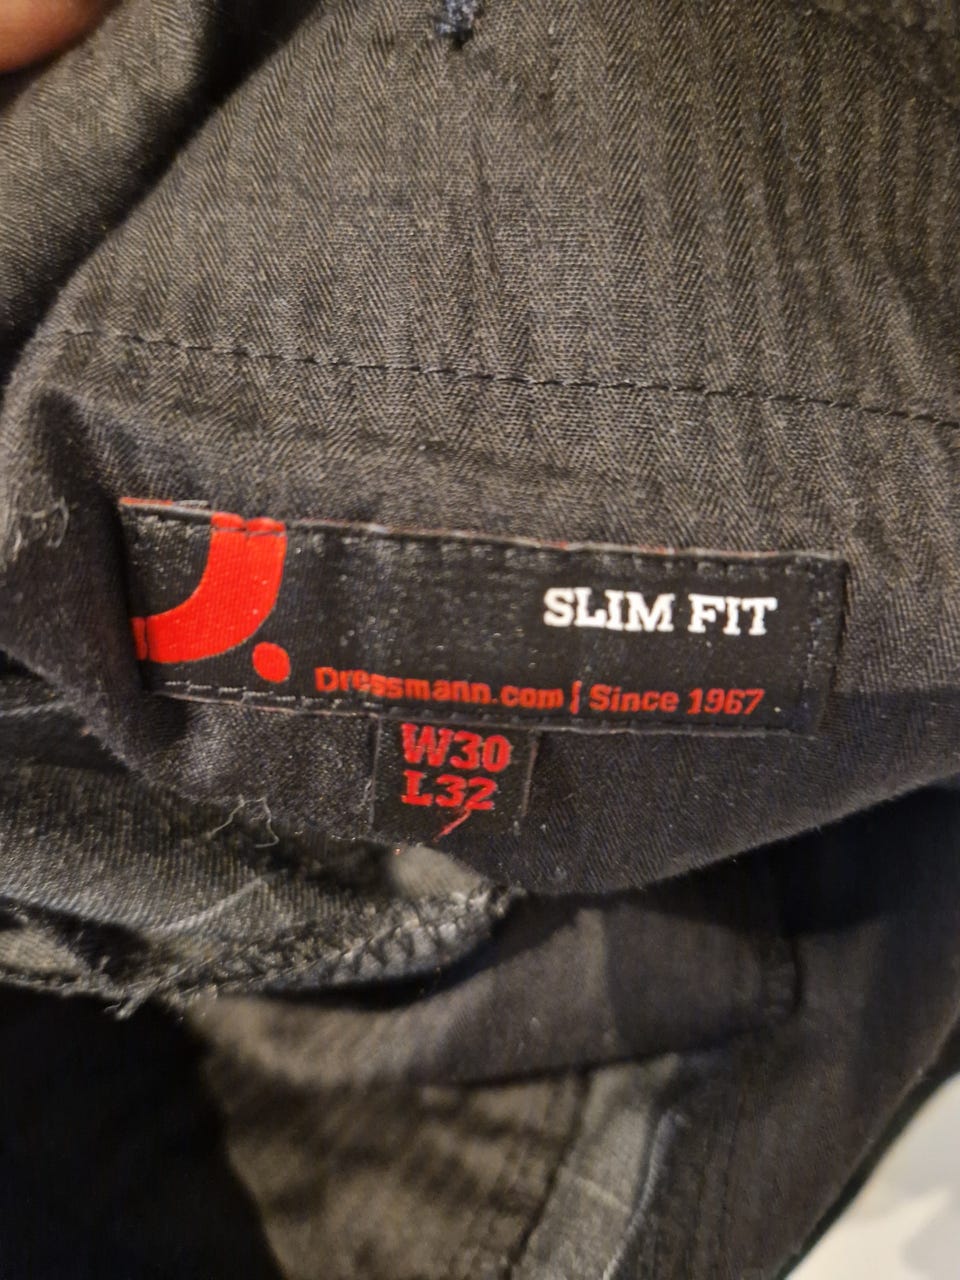 SLIM FIT
Dressmann.com | Since 1967
W30
L32